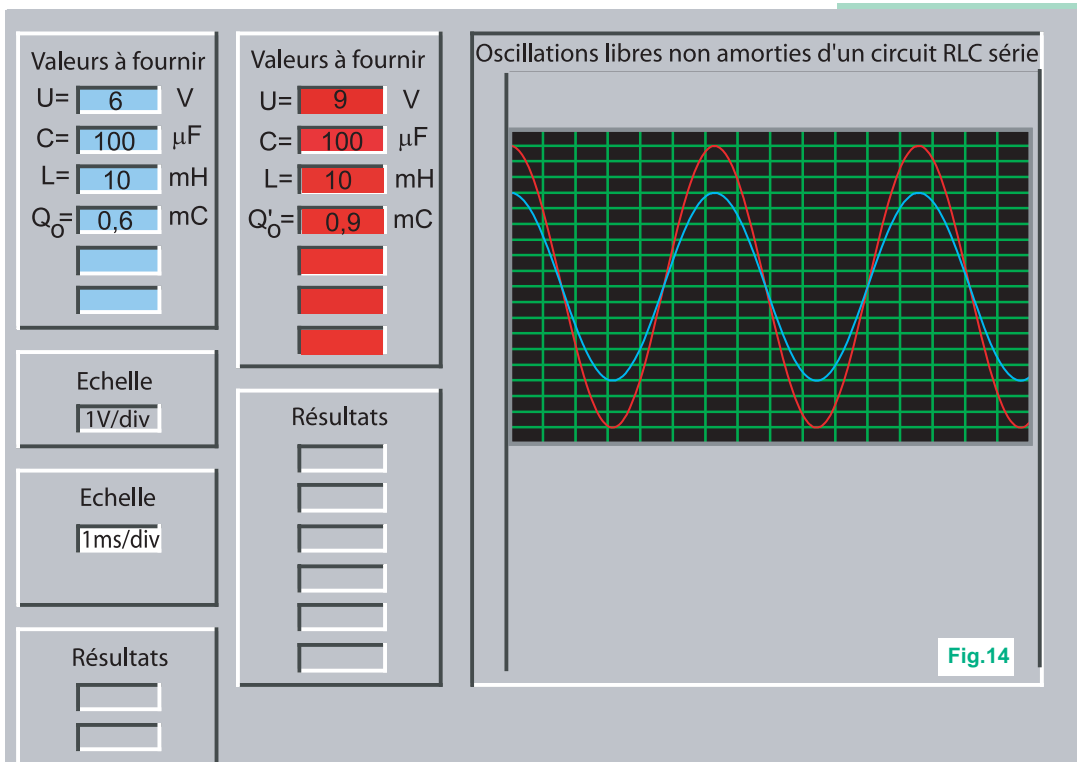 Valeurs à fournir
U= 6 V
C= 100 μF
L= 10 mH
Qo= 0,6 mC
Echelle
1V/div
Echelle
1ms/div
Résultats
Valeurs à fournir
U= 9 V
C= 100 μF
L= 10 mH
Q'o= 0,9 mC
Résultats
Oscillations libres non amorties d'un circuit RLC série
Fig.14